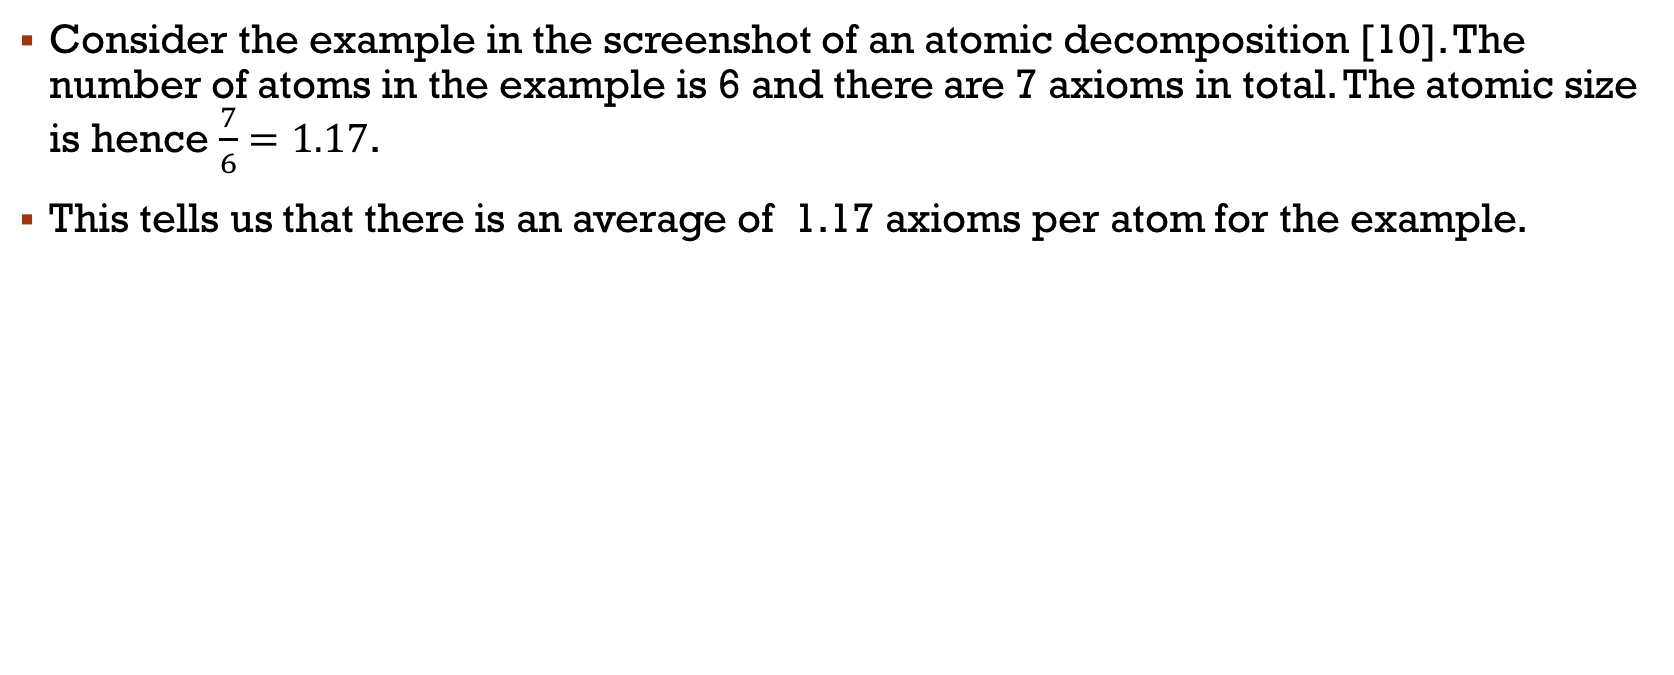 ▪ Consider the example in the screenshot of an atomic decomposition [10]. The
number of atoms in the example is 6 and there are 7 axioms in total. The atomic size
is hence 7/6 = 1.17.
▪ This tells us that there is an average of 1.17 axioms per atom for the example.